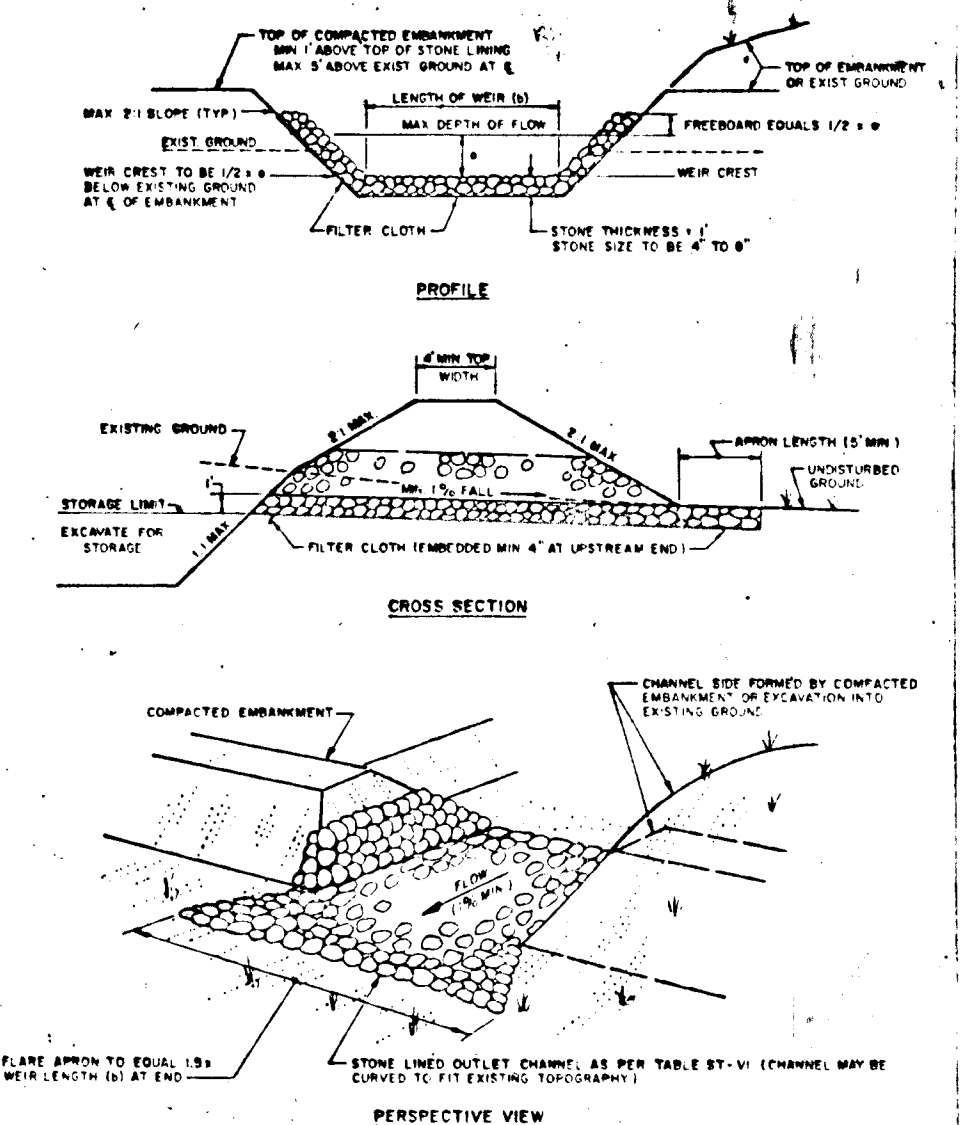 TOP OF COMPACTED EMBANKMENT
MIN 1' ABOVE TOP OF STONE LINING
MAX 5' ABOVE EXIST GROUND AT ℄
TOP OF EMBANKMENT
OR EXIST GROUND
LENGTH OF WEIR (b)
MAX 2:1 SLOPE (TYP.)
MAX DEPTH OF FLOW
FREEBOARD EQUALS 1/2 x e
EXIST. GROUND
e
WEIR CREST TO BE 1/2 x e
BELOW EXISTING GROUND
AT ℄ OF EMBANKMENT
WEIR CREST
FILTER CLOTH
STONE THICKNESS = 1'
STONE SIZE TO BE 4" TO 8"
PROFILE
4' MIN TOP
WIDTH
EXISTING GROUND
2:1 MAX.
2:1 MAX
APRON LENGTH (5' MIN.)
UNDISTURBED
GROUND
1'
MIN 1% FALL
STORAGE LIMIT
EXCAVATE FOR
STORAGE
1:1 MAX
FILTER CLOTH (EMBEDDED MIN 4" AT UPSTREAM END)
CROSS SECTION
CHANNEL SIDE FORMED BY COMPACTED
EMBANKMENT OR EXCAVATION INTO
EXISTING GROUND
COMPACTED EMBANKMENT
FLOW
(1% MIN)
FLARE APRON TO EQUAL 1.5 x
WEIR LENGTH (b) AT END
STONE LINED OUTLET CHANNEL AS PER TABLE ST-VI (CHANNEL MAY BE
CURVED TO FIT EXISTING TOPOGRAPHY)
PERSPECTIVE VIEW